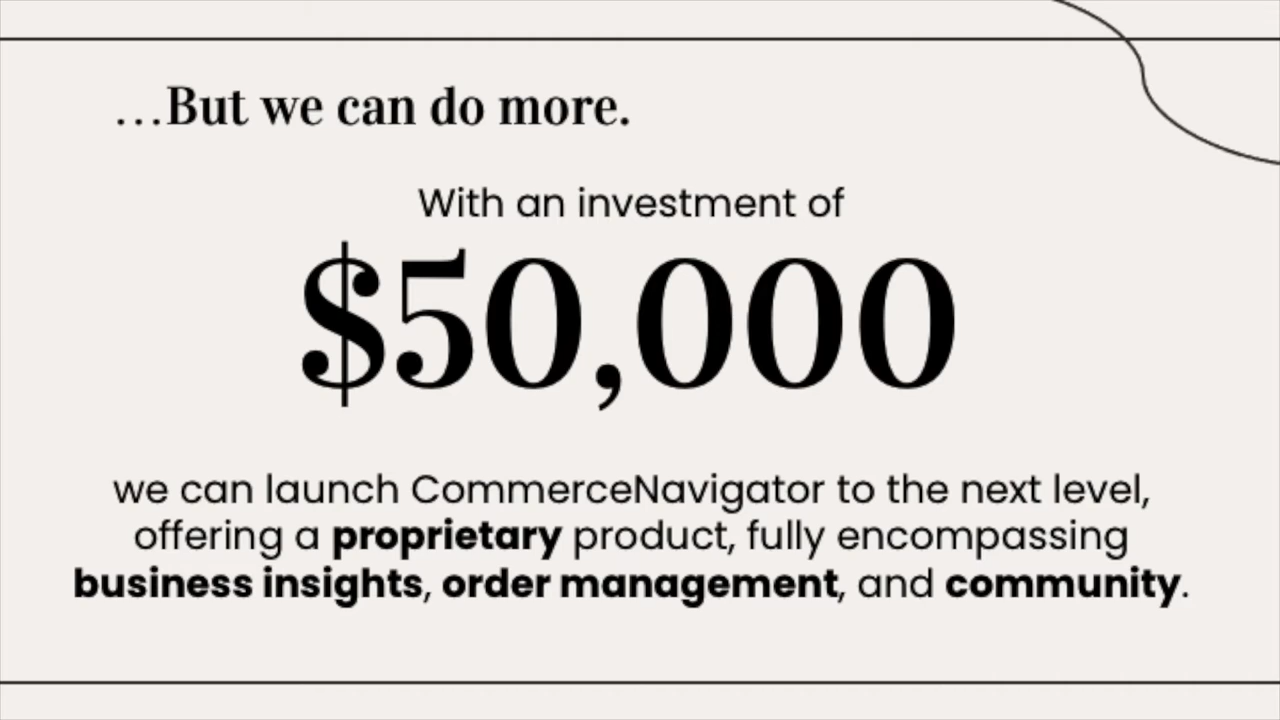 …But we can do more.
With an investment of
$50,000
we can launch CommerceNavigator to the next level,
offering a proprietary product, fully encompassing
business insights, order management, and community.